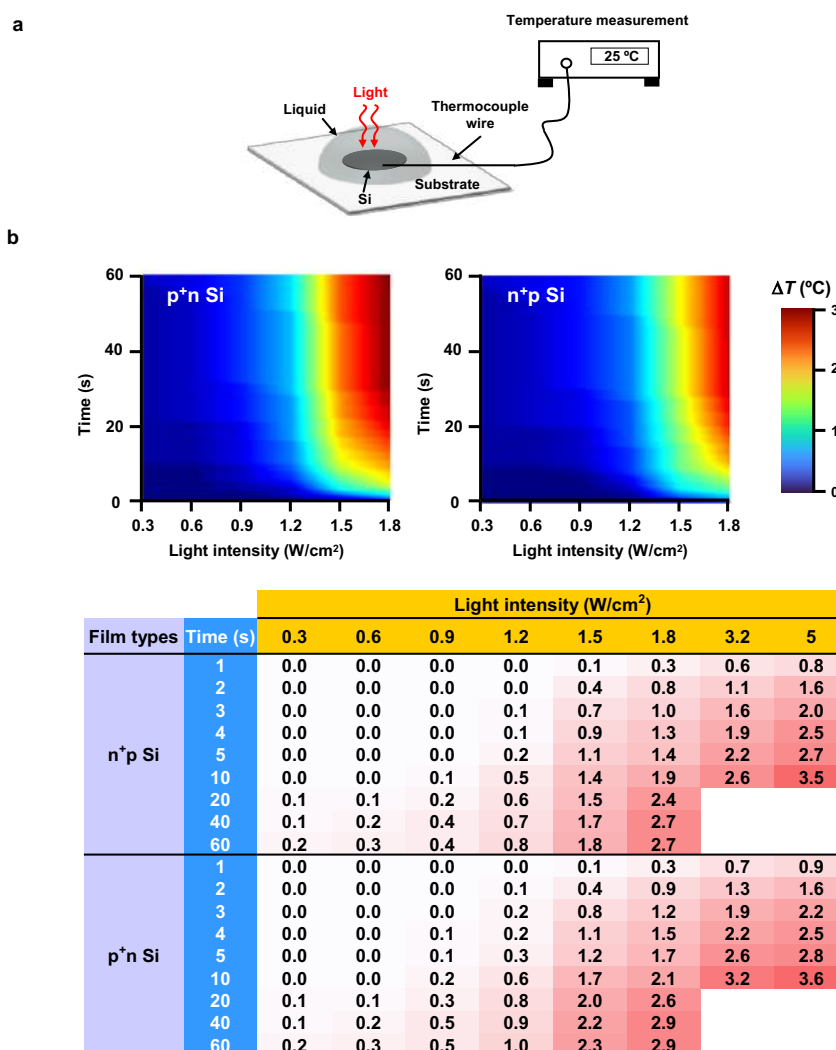 a
Temperature measurement
25 ºC
Light
Liquid
Thermocouple
wire
Substrate
Si
b
p⁺n Si
n⁺p Si
ΔT (ºC)
60
40
20
0
Time (s)
0.3 0.6 0.9 1.2 1.5 1.8
Light intensity (W/cm²)
60
40
20
0
Time (s)
0.3 0.6 0.9 1.2 1.5 1.8
Light intensity (W/cm²)
3
2
1
0
Light intensity (W/cm²)
Film types Time (s) 0.3 0.6 0.9 1.2 1.5 1.8 3.2 5
n⁺p Si
1 0.0 0.0 0.0 0.0 0.1 0.3 0.6 0.8
2 0.0 0.0 0.0 0.0 0.4 0.8 1.1 1.6
3 0.0 0.0 0.0 0.1 0.7 1.0 1.6 2.0
4 0.0 0.0 0.0 0.1 0.9 1.3 1.9 2.5
5 0.0 0.0 0.0 0.2 1.1 1.4 2.2 2.7
10 0.0 0.0 0.1 0.5 1.4 1.9 2.6 3.5
20 0.1 0.1 0.2 0.6 1.5 2.4
40 0.1 0.2 0.4 0.7 1.7 2.7
60 0.2 0.3 0.4 0.8 1.8 2.7
p⁺n Si
1 0.0 0.0 0.0 0.0 0.1 0.3 0.7 0.9
2 0.0 0.0 0.0 0.1 0.4 0.9 1.3 1.6
3 0.0 0.0 0.0 0.2 0.8 1.2 1.9 2.2
4 0.0 0.0 0.1 0.2 1.1 1.5 2.2 2.5
5 0.0 0.0 0.1 0.3 1.2 1.7 2.6 2.8
10 0.0 0.0 0.2 0.6 1.7 2.1 3.2 3.6
20 0.1 0.1 0.3 0.8 2.0 2.6
40 0.1 0.2 0.5 0.9 2.2 2.9
60 0.2 0.3 0.5 1.0 2.3 2.9